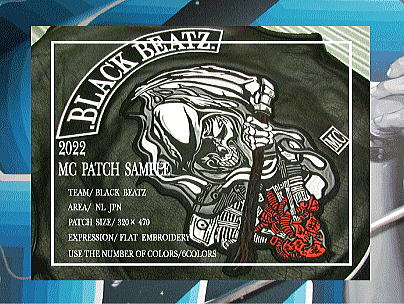 BLACK BEATZ.
MC
2022
MC PATCH SAMPLE
TEAM/ BLACK BEATZ
AREA/ NL JPN
PATCH SIZE/ 320× 470
EXPRESSION/ FLAT EMBOIDERY
USE THE NUMBER OF COLORS/6COLORS